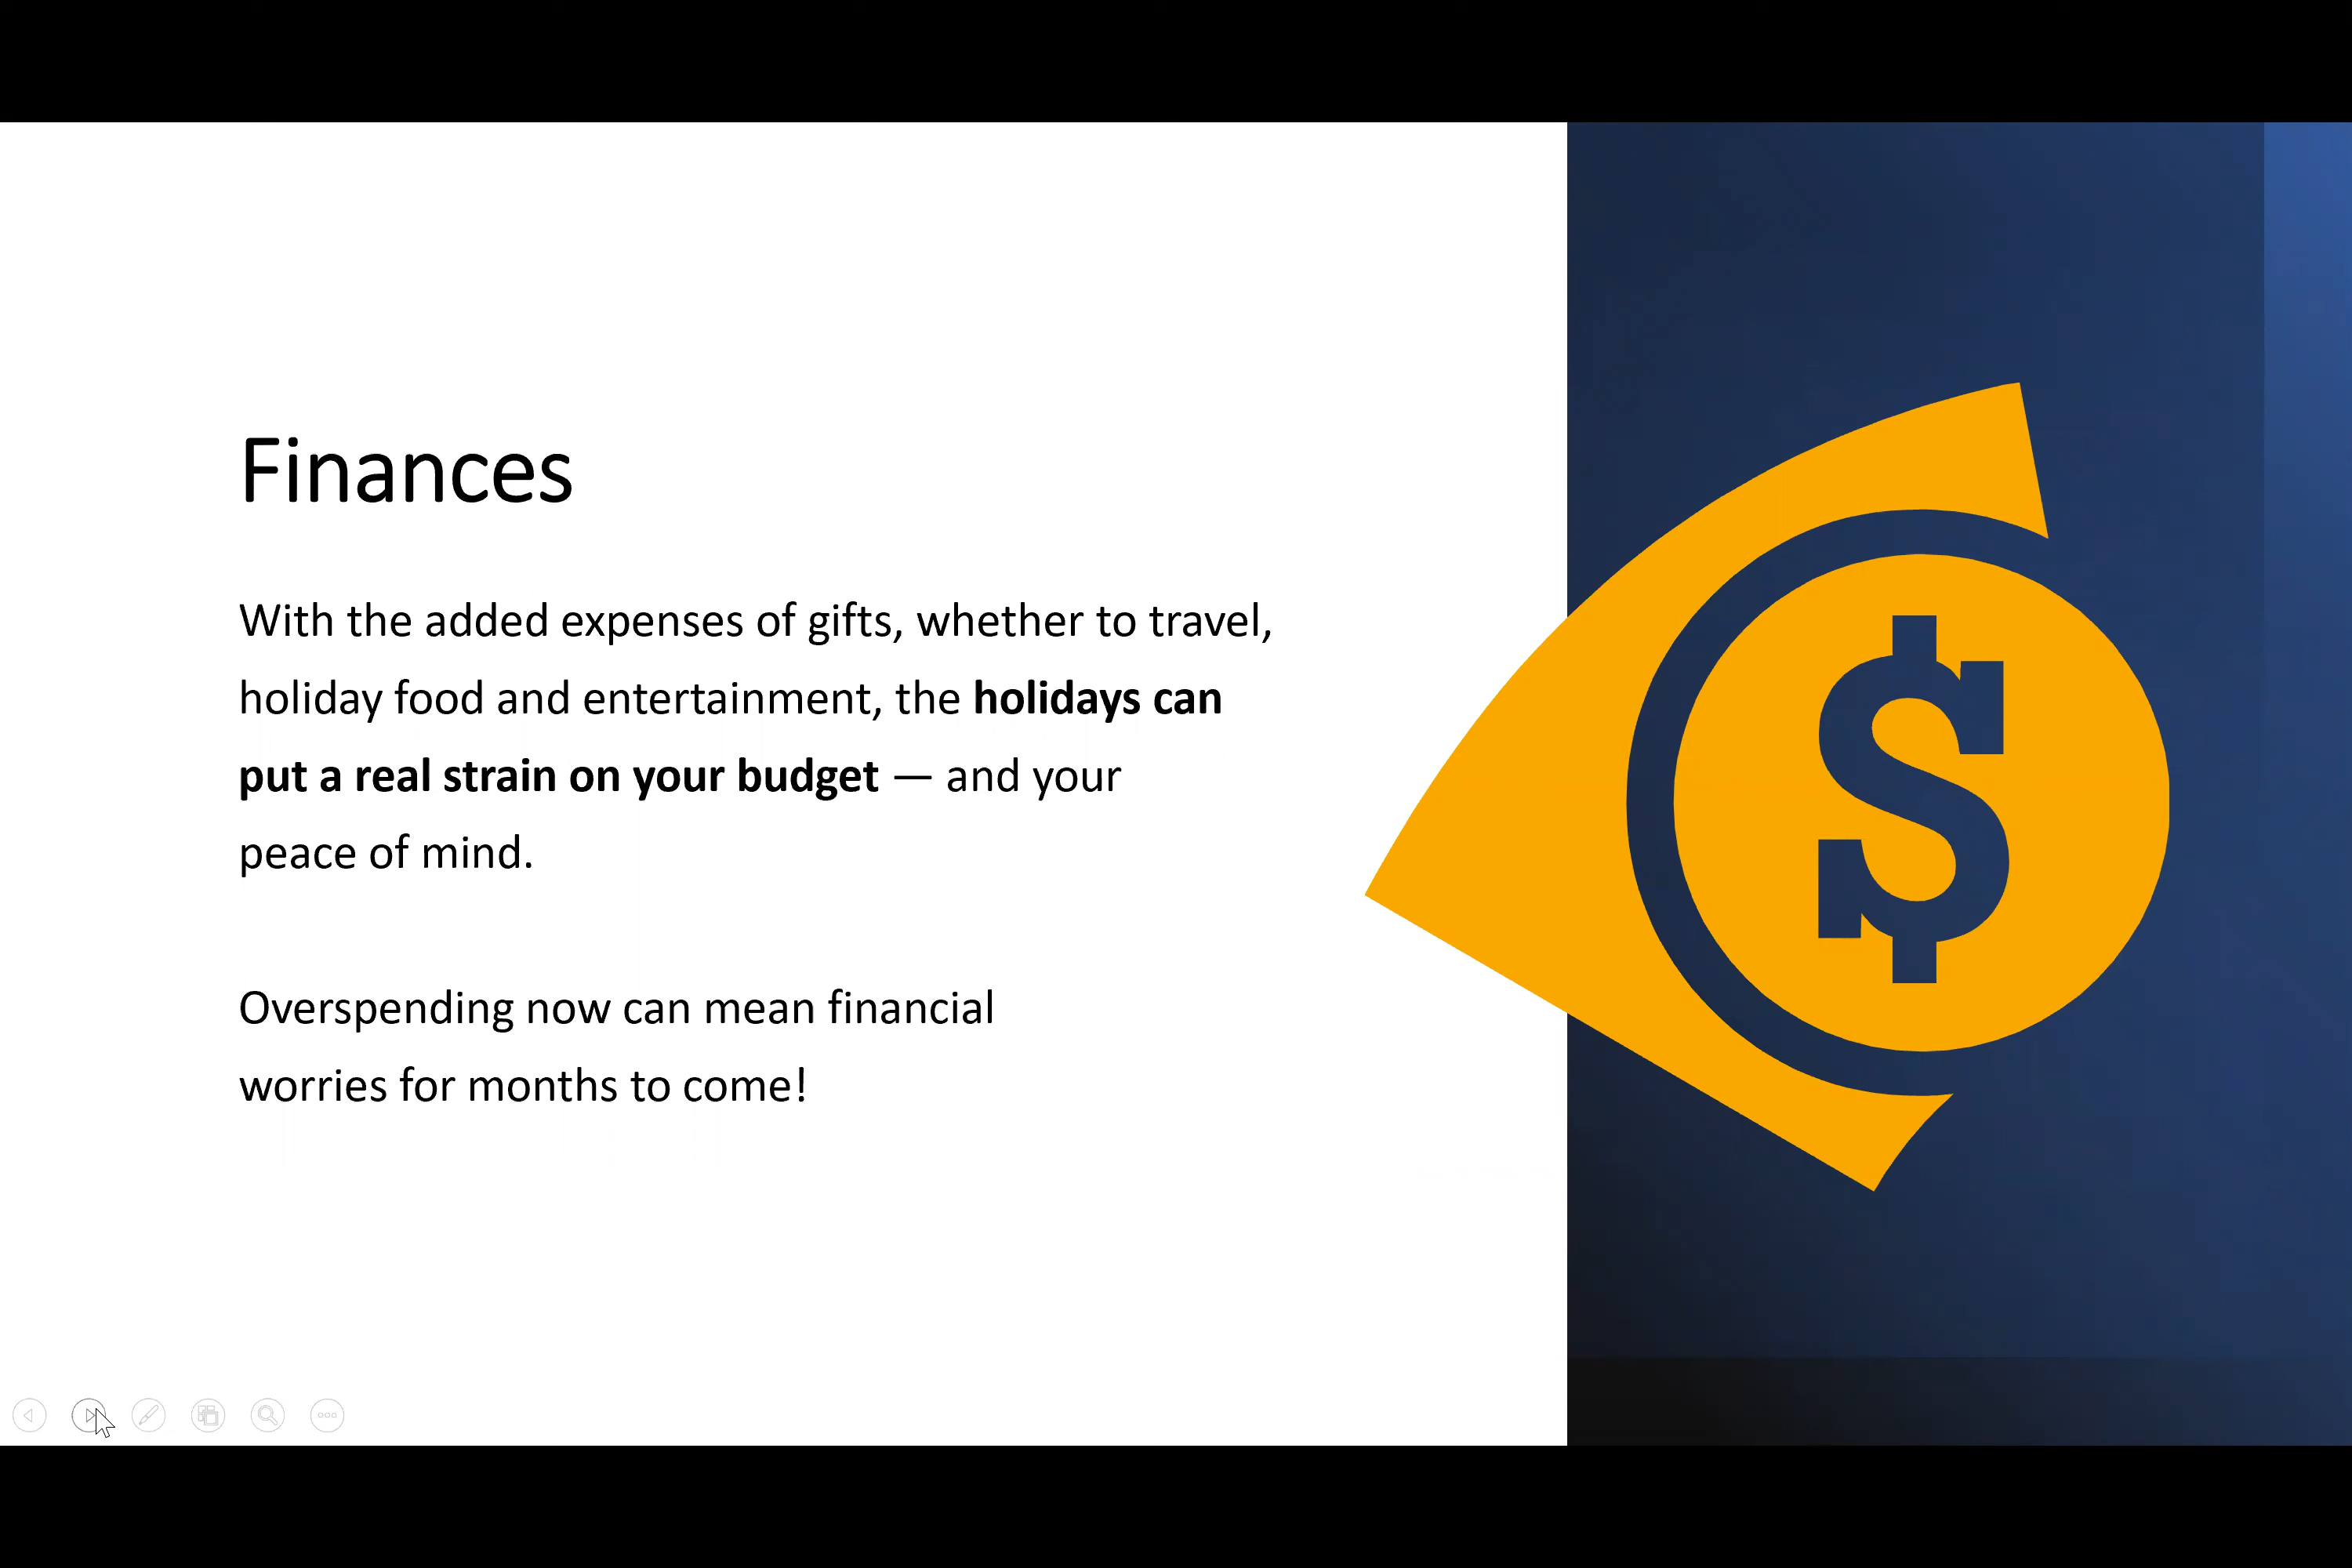 Finances
With the added expenses of gifts, whether to travel,
holiday food and entertainment, the holidays can
put a real strain on your budget — and your
peace of mind.
Overspending now can mean financial
worries for months to come!
$